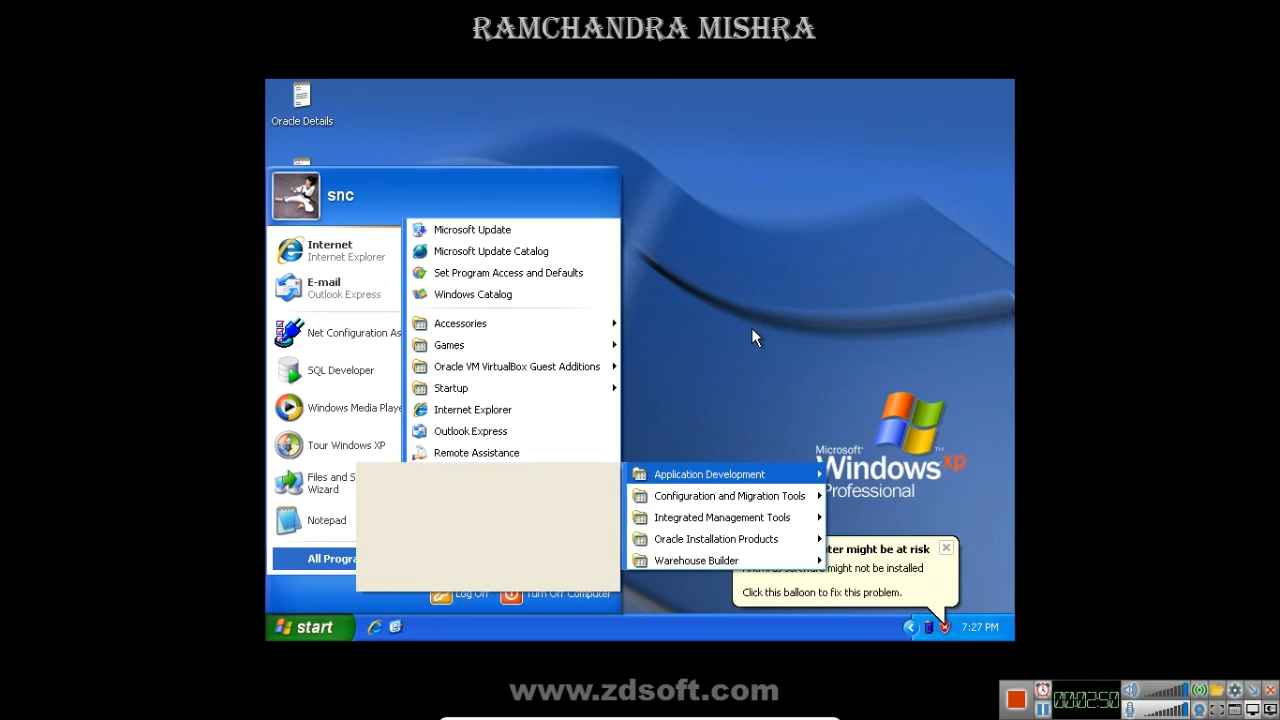 RAMCHANDRA MISHRA
Oracle Details
snc
Internet
Internet Explorer
E-mail
Outlook Express
Net Configuration As
SQL Developer
Windows Media Playe
Tour Windows XP
Files and S
Wizard
Notepad
All Progra
Microsoft Update
Microsoft Update Catalog
Set Program Access and Defaults
Windows Catalog
Accessories
Games
Oracle VM VirtualBox Guest Additions
Startup
Internet Explorer
Outlook Express
Remote Assistance
Application Development
Configuration and Migration Tools
Integrated Management Tools
Oracle Installation Products
Warehouse Builder
Microsoft
Windows xp
Professional
ter might be at risk
might not be installed
Click this balloon to fix this problem.
Log Off
Turn Off Computer
start
7:27 PM
www.zdsoft.com
00:02:50